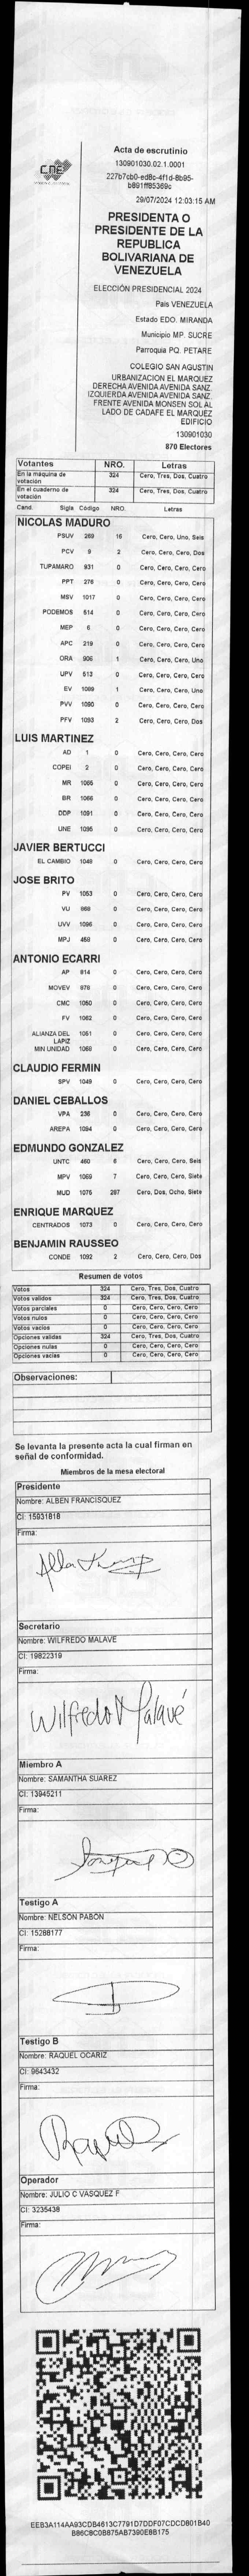 CNE
Acta de escrutinio
130901030.02.1.0001
227b7cb0-ed8c-4f1d-8b95-
b891ff85369c
29/07/2024 12:03:15 AM
PRESIDENTA O
PRESIDENTE DE LA
REPUBLICA
BOLIVARIANA DE
VENEZUELA
ELECCIÓN PRESIDENCIAL 2024
Pais VENEZUELA
Estado EDO. MIRANDA
Municipio MP. SUCRE
Parroquia PQ. PETARE
COLEGIO SAN AGUSTIN
URBANIZACION EL MARQUEZ
DERECHA AVENIDA AVENIDA SANZ.
IZQUIERDA AVENIDA AVENIDA SANZ.
FRENTE AVENIDA MONSEN SOL AL
LADO DE CADAFE EL MARQUEZ
EDIFICIO
130901030
870 Electores
Votantes NRO. Letras
En la máquina de votación 324 Cero, Tres, Dos, Cuatro
En el cuaderno de votación 324 Cero, Tres, Dos, Cuatro
Cand. Sigla Código NRO. Letras
NICOLAS MADURO
PSUV 269 16 Cero, Cero, Uno, Seis
PCV 9 2 Cero, Cero, Cero, Dos
TUPAMARO 931 0 Cero, Cero, Cero, Cero
PPT 276 0 Cero, Cero, Cero, Cero
MSV 1017 0 Cero, Cero, Cero, Cero
PODEMOS 514 0 Cero, Cero, Cero, Cero
MEP 6 0 Cero, Cero, Cero, Cero
APC 219 0 Cero, Cero, Cero, Cero
ORA 906 1 Cero, Cero, Cero, Uno
UPV 513 0 Cero, Cero, Cero, Cero
EV 1089 1 Cero, Cero, Cero, Uno
PVV 1090 0 Cero, Cero, Cero, Cero
PFV 1093 2 Cero, Cero, Cero, Dos
LUIS MARTINEZ
AD 1 0 Cero, Cero, Cero, Cero
COPEI 2 0 Cero, Cero, Cero, Cero
MR 1065 0 Cero, Cero, Cero, Cero
BR 1066 0 Cero, Cero, Cero, Cero
DDP 1091 0 Cero, Cero, Cero, Cero
UNE 1095 0 Cero, Cero, Cero, Cero
JAVIER BERTUCCI
EL CAMBIO 1048 0 Cero, Cero, Cero, Cero
JOSE BRITO
PV 1053 0 Cero, Cero, Cero, Cero
VU 868 0 Cero, Cero, Cero, Cero
UVV 1096 0 Cero, Cero, Cero, Cero
MPJ 458 0 Cero, Cero, Cero, Cero
ANTONIO ECARRI
AP 814 0 Cero, Cero, Cero, Cero
MOVEV 878 0 Cero, Cero, Cero, Cero
CMC 1050 0 Cero, Cero, Cero, Cero
FV 1062 0 Cero, Cero, Cero, Cero
ALIANZA DEL LAPIZ 1051 0 Cero, Cero, Cero, Cero
MIN UNIDAD 1068 0 Cero, Cero, Cero, Cero
CLAUDIO FERMIN
SPV 1049 0 Cero, Cero, Cero, Cero
DANIEL CEBALLOS
VPA 236 0 Cero, Cero, Cero, Cero
AREPA 1094 0 Cero, Cero, Cero, Cero
EDMUNDO GONZALEZ
UNTC 460 6 Cero, Cero, Cero, Seis
MPV 1069 7 Cero, Cero, Cero, Siete
MUD 1075 287 Cero, Dos, Ocho, Siete
ENRIQUE MARQUEZ
CENTRADOS 1073 0 Cero, Cero, Cero, Cero
BENJAMIN RAUSSEO
CONDE 1092 2 Cero, Cero, Cero, Dos
Resumen de votos
Votos 324 Cero, Tres, Dos, Cuatro
Votos validos 324 Cero, Tres, Dos, Cuatro
Votos parciales 0 Cero, Cero, Cero, Cero
Votos nulos 0 Cero, Cero, Cero, Cero
Votos vacios 0 Cero, Cero, Cero, Cero
Opciones validas 324 Cero, Tres, Dos, Cuatro
Opciones nulas 0 Cero, Cero, Cero, Cero
Opciones vacias 0 Cero, Cero, Cero, Cero
Observaciones:
Se levanta la presente acta la cual firman en
señal de conformidad.
Miembros de la mesa electoral
Presidente
Nombre: ALBEN FRANCISQUEZ
CI: 15931818
Firma:
Secretario
Nombre: WILFREDO MALAVE
CI: 19822319
Firma:
Wilfredo Malavé
Miembro A
Nombre: SAMANTHA SUAREZ
CI: 13945211
Firma:
Testigo A
Nombre: NELSON PABON
CI: 15288177
Firma:
Testigo B
Nombre: RAQUEL OCARIZ
CI: 9643432
Firma:
Operador
Nombre: JULIO C VASQUEZ F
CI: 3235438
Firma:
EEB3A114AA93CDB4613C7791D7DDF07CDCD801B40
B86C8C0B875AB7390E8B175